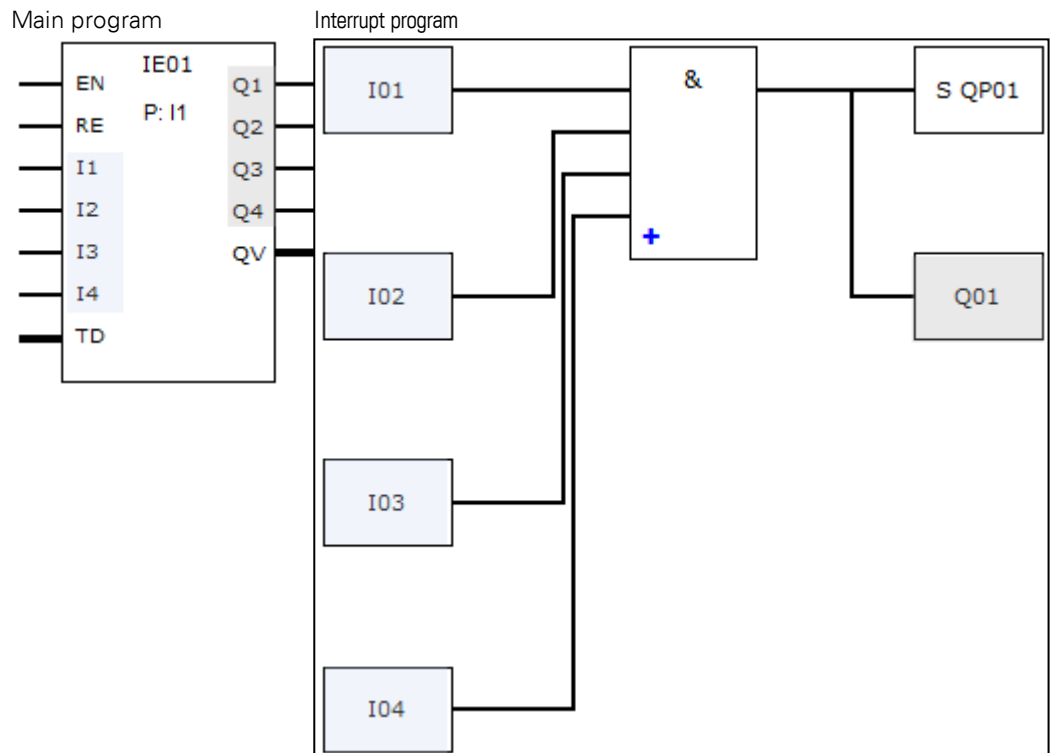 Main program
Interrupt program
IE01
P: I1
EN
RE
I1
I2
I3
I4
TD
Q1
Q2
Q3
Q4
QV
I01
I02
I03
I04
&
+
S QP01
Q01